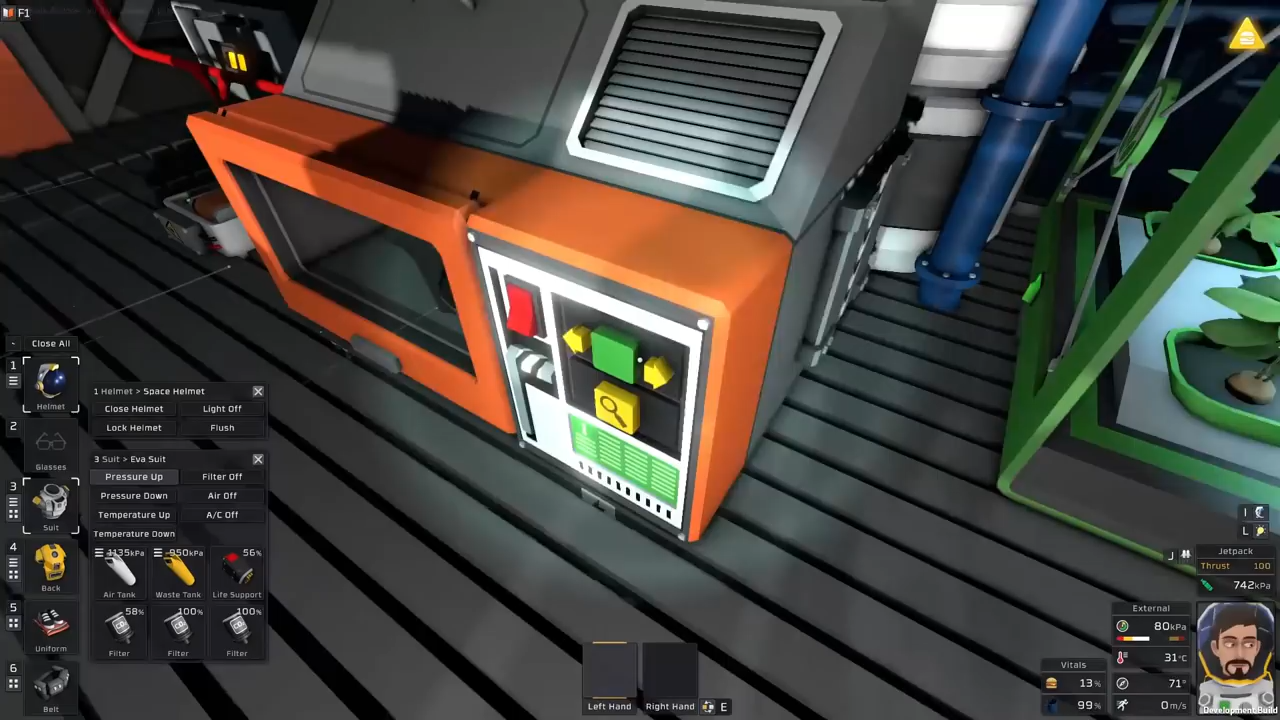 F1
Close All
1
Helmet
2
Glasses
3
Suit
4
Back
5
Uniform
6
Belt
1 Helmet > Space Helmet
Close Helmet Light Off
Lock Helmet Flush
3 Suit > Eva Suit
Pressure Up Filter Off
Pressure Down Air Off
Temperature Up A/C Off
Temperature Down
1135kPa 950kPa 56%
Air Tank Waste Tank Life Support
58% 100% 100%
Filter Filter Filter
Left Hand Right Hand E
I
L
J Jetpack
Thrust 100
742kPa
External
80kPa
31°C
71°
0m/s
Vitals
13%
99%
Development Build